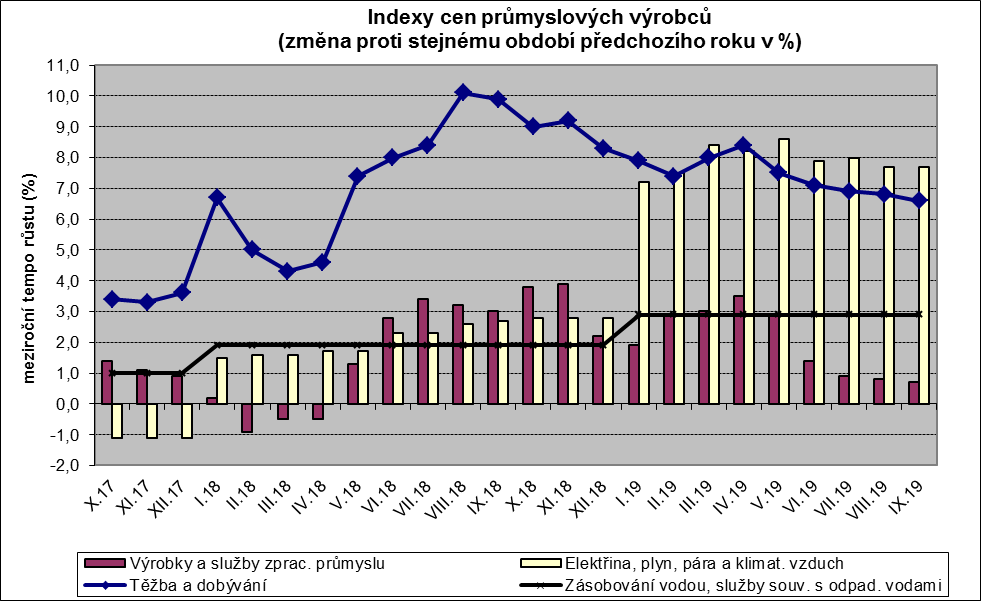 Indexy cen průmyslových výrobců
(změna proti stejnému období předchozího roku v %)
meziroční tempo růstu (%)
11,0
10,0
9,0
8,0
7,0
6,0
5,0
4,0
3,0
2,0
1,0
0,0
-1,0
-2,0
X.17 XI.17 XII.17 I.18 II.18 III.18 IV.18 V.18 VI.18 VII.18 VIII.18 IX.18 X.18 XI.18 XII.18 I.19 II.19 III.19 IV.19 V.19 VI.19 VII.19 VIII.19 IX.19
Výrobky a služby zprac. průmyslu Elektřina, plyn, pára a klimat. vzduch
Těžba a dobývání Zásobování vodou, služby souv. s odpad. vodami